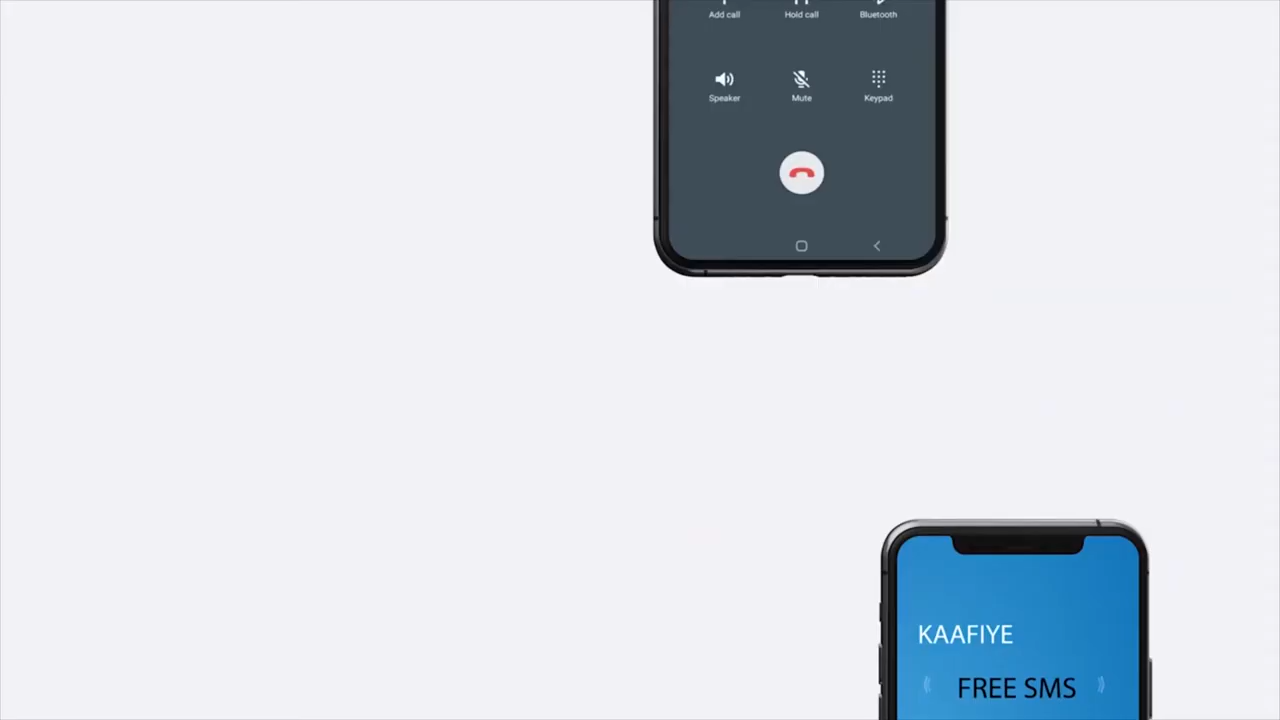 Add call Hold call Bluetooth
Speaker Mute Keypad
KAAFIYE
FREE SMS